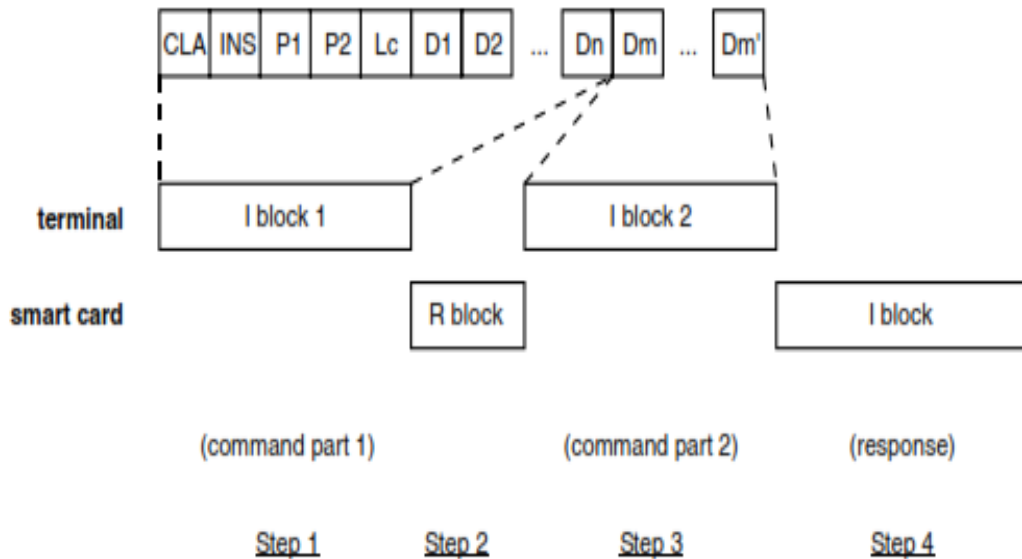 CLA INS P1 P2 Lc D1 D2 ... Dn Dm ... Dm'
terminal I block 1 I block 2
smart card R block I block
(command part 1) (command part 2) (response)
Step 1 Step 2 Step 3 Step 4